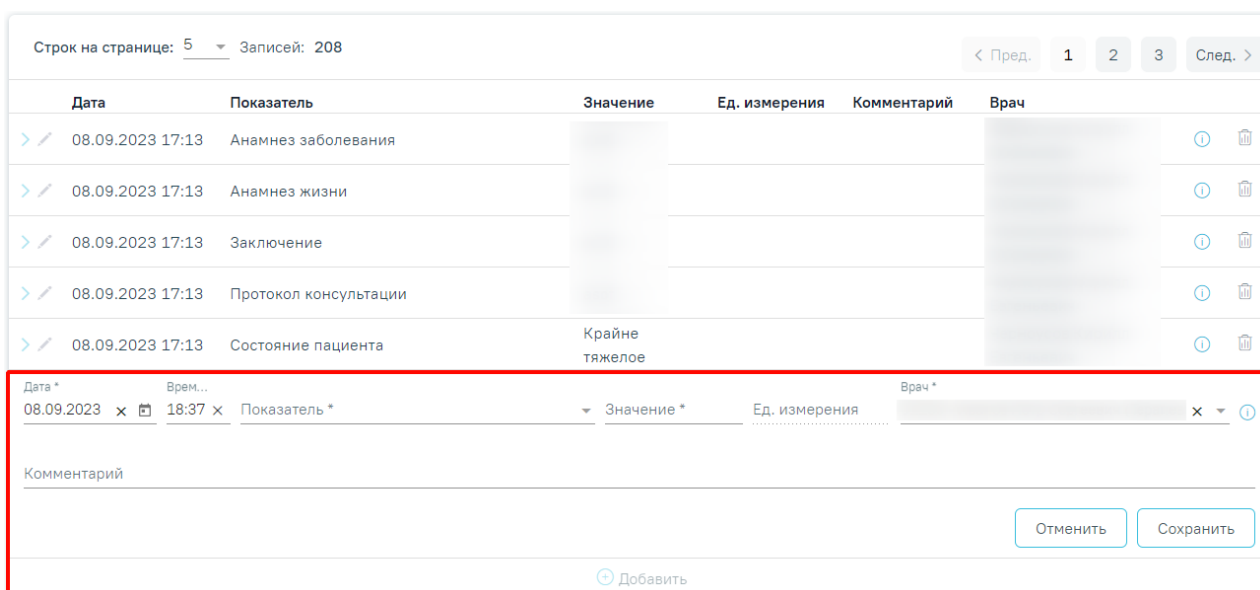 Строк на странице: 5 Записей: 208
< Пред. 1 2 3 След. >
Дата Показатель Значение Ед. измерения Комментарий Врач
08.09.2023 17:13 Анамнез заболевания
08.09.2023 17:13 Анамнез жизни
08.09.2023 17:13 Заключение
08.09.2023 17:13 Протокол консультации
08.09.2023 17:13 Состояние пациента Крайне
тяжелое
Дата * Врем... Врач *
08.09.2023 18:37 Показатель * Значение * Ед. измерения
Комментарий
Отменить Сохранить
Добавить